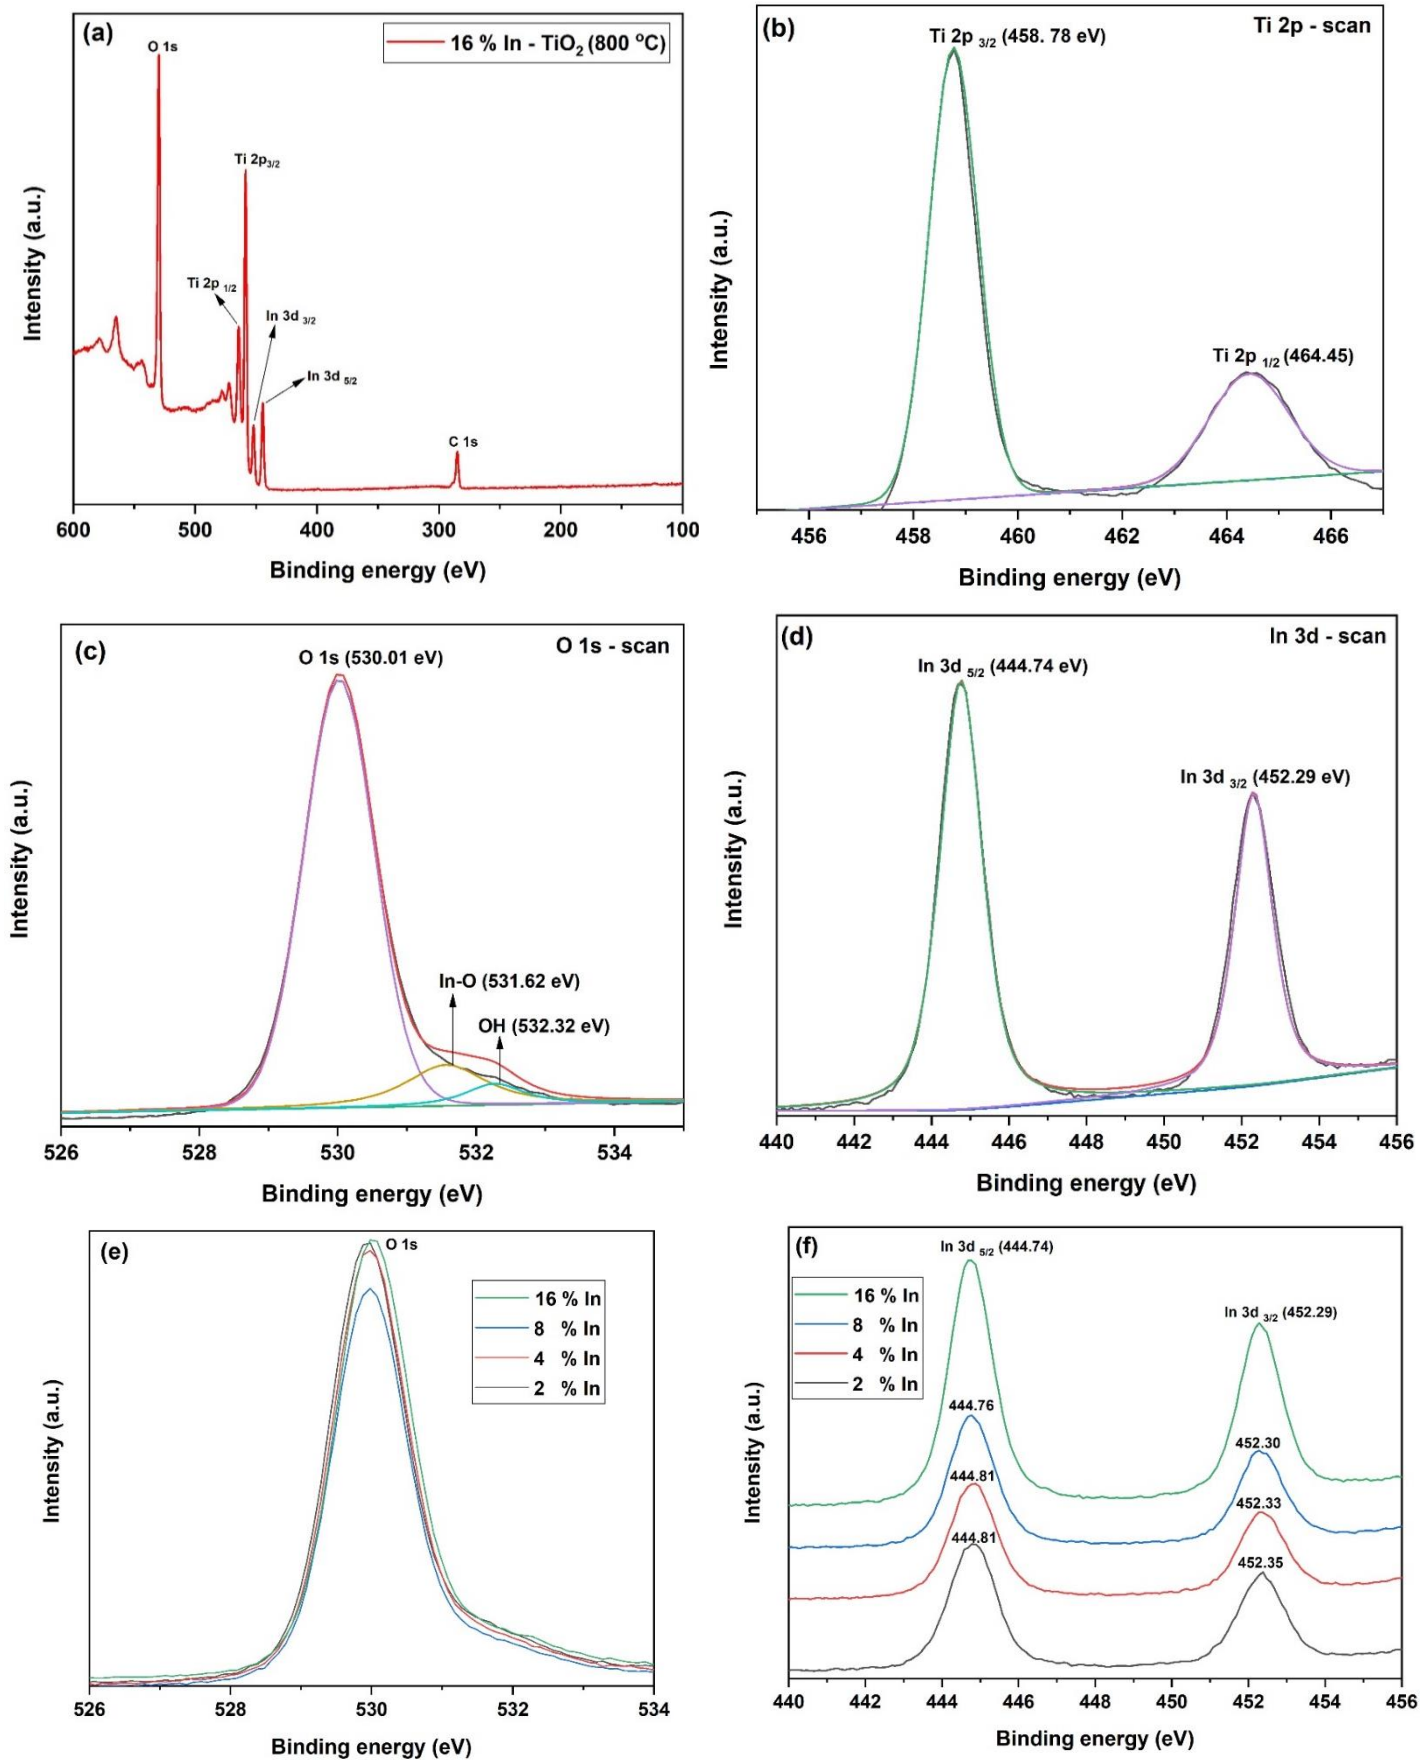 (a)
O 1s
16 % In - TiO2 (800 °C)
Ti 2p3/2
Ti 2p 1/2
In 3d 3/2
In 3d 5/2
C 1s
Intensity (a.u.)
600 500 400 300 200 100
Binding energy (eV)
(b)
Ti 2p - scan
Ti 2p 3/2 (458. 78 eV)
Ti 2p 1/2 (464.45)
Intensity (a.u.)
456 458 460 462 464 466
Binding energy (eV)
(c)
O 1s - scan
O 1s (530.01 eV)
In-O (531.62 eV)
OH (532.32 eV)
Intensity (a.u.)
526 528 530 532 534
Binding energy (eV)
(d)
In 3d - scan
In 3d 5/2 (444.74 eV)
In 3d 3/2 (452.29 eV)
Intensity (a.u.)
440 442 444 446 448 450 452 454 456
Binding energy (eV)
(e)
O 1s
16 % In
8 % In
4 % In
2 % In
Intensity (a.u.)
526 528 530 532 534
Binding energy (eV)
(f)
In 3d 5/2 (444.74)
16 % In
8 % In
4 % In
2 % In
In 3d 3/2 (452.29)
444.76
452.30
444.81
452.33
444.81
452.35
Intensity (a.u.)
440 442 444 446 448 450 452 454 456
Binding energy (eV)